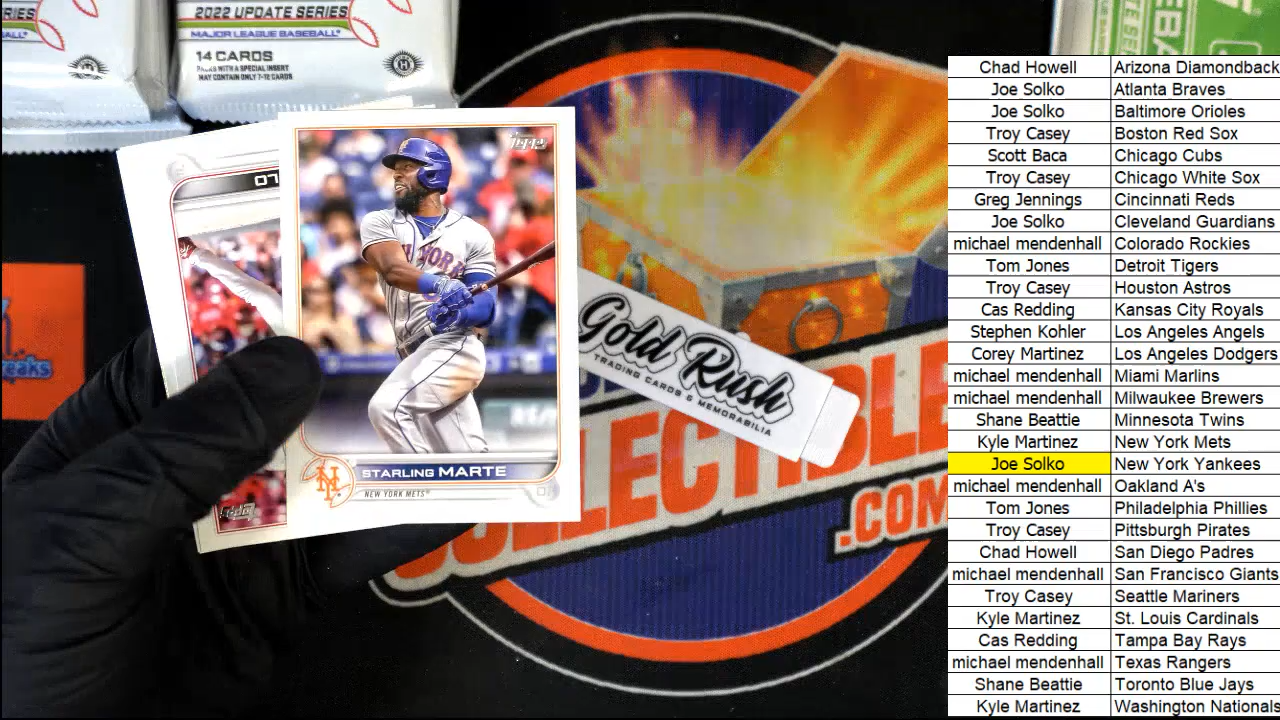 2022 UPDATE SERIES
MAJOR LEAGUE BASEBALL®
14 CARDS
PACKS WITH A SPECIAL INSERT
MAY CONTAIN ONLY 7-12 CARDS
SERIES
BALL®
Topps
NEW YORK
STARLING MARTE
NEW YORK METS®
Gold Rush
TRADING CARDS & MEMORABILIA
COLLECTIBLE
.COM
Chad Howell Arizona Diamondback
Joe Solko Atlanta Braves
Joe Solko Baltimore Orioles
Troy Casey Boston Red Sox
Scott Baca Chicago Cubs
Troy Casey Chicago White Sox
Greg Jennings Cincinnati Reds
Joe Solko Cleveland Guardians
michael mendenhall Colorado Rockies
Tom Jones Detroit Tigers
Troy Casey Houston Astros
Cas Redding Kansas City Royals
Stephen Kohler Los Angeles Angels
Corey Martinez Los Angeles Dodgers
michael mendenhall Miami Marlins
michael mendenhall Milwaukee Brewers
Shane Beattie Minnesota Twins
Kyle Martinez New York Mets
Joe Solko New York Yankees
michael mendenhall Oakland A's
Tom Jones Philadelphia Phillies
Troy Casey Pittsburgh Pirates
Chad Howell San Diego Padres
michael mendenhall San Francisco Giants
Troy Casey Seattle Mariners
Kyle Martinez St. Louis Cardinals
Cas Redding Tampa Bay Rays
michael mendenhall Texas Rangers
Shane Beattie Toronto Blue Jays
Kyle Martinez Washington Nationals